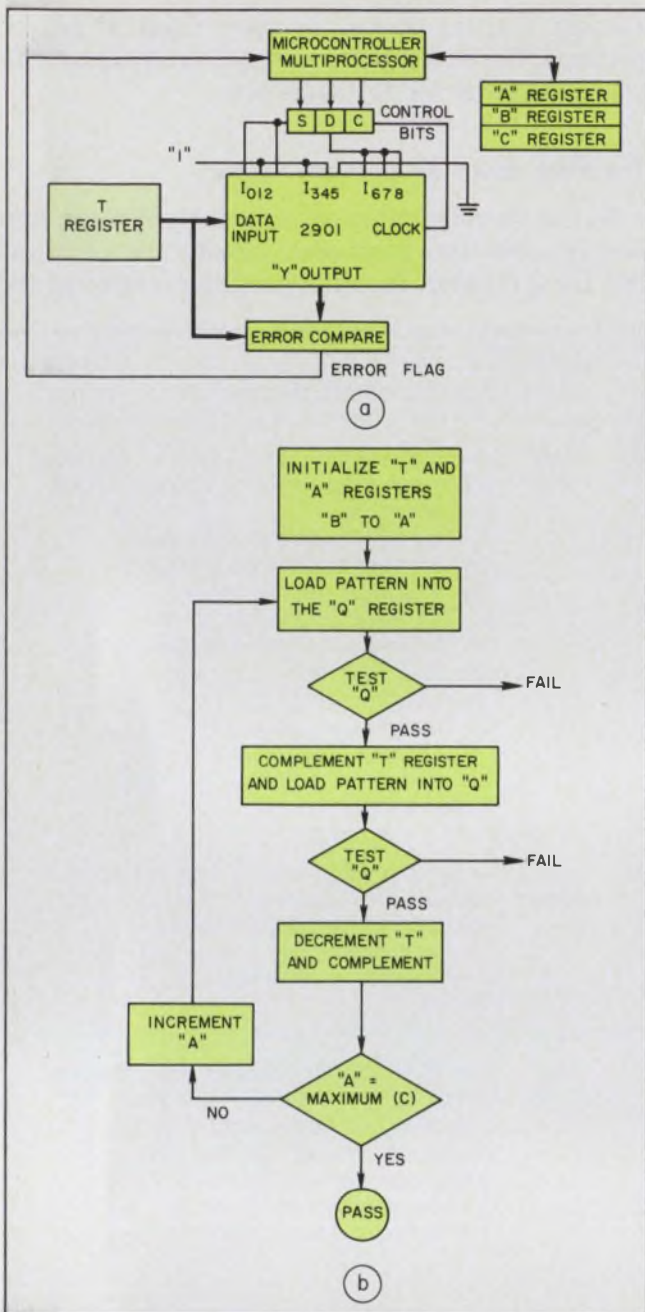 MICROCONTROLLER
MULTIPROCESSOR
"A" REGISTER
"B" REGISTER
"C" REGISTER
S D C
CONTROL
BITS
"1"
T
REGISTER
I012 I345 I678
DATA
INPUT
2901
CLOCK
"Y" OUTPUT
ERROR COMPARE
ERROR FLAG
a
INITIALIZE "T" AND
"A" REGISTERS
"B" TO "A"
LOAD PATTERN INTO
THE "Q" REGISTER
TEST
"Q"
FAIL
PASS
COMPLEMENT "T" REGISTER
AND LOAD PATTERN INTO "Q"
TEST
"Q"
FAIL
PASS
DECREMENT "T"
AND COMPLEMENT
INCREMENT
"A"
"A" =
MAXIMUM (C)
NO
YES
PASS
b